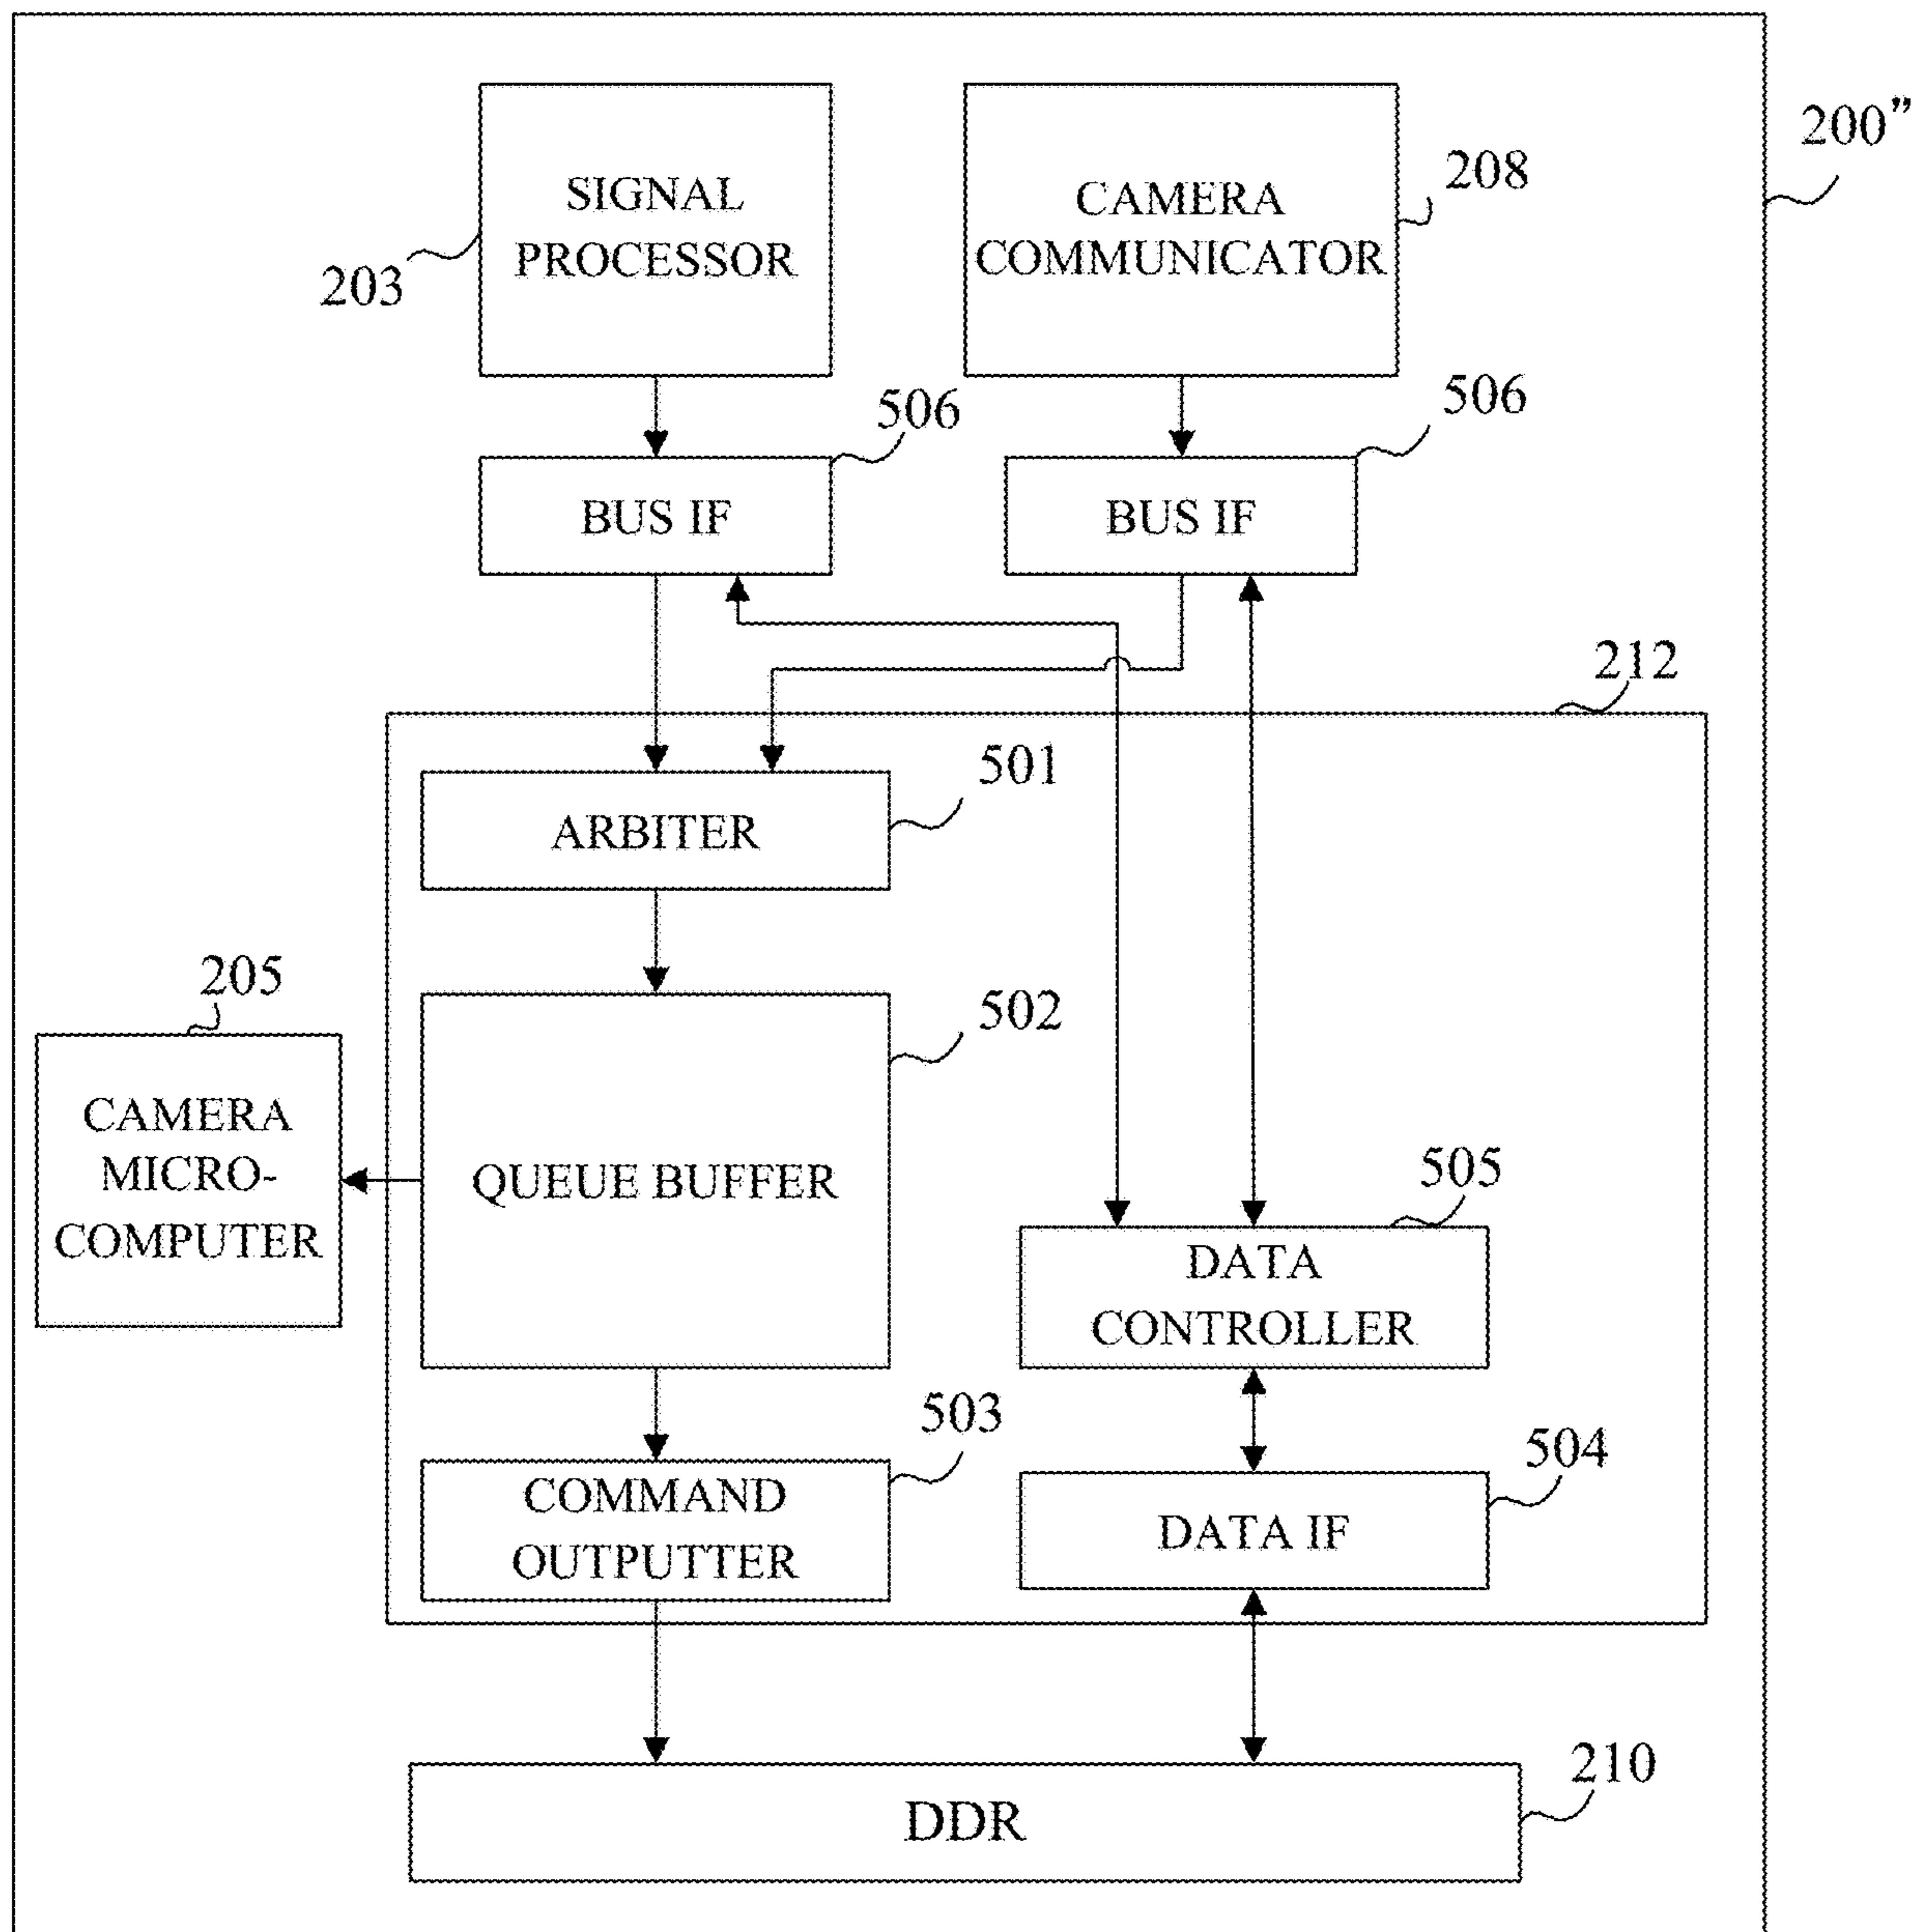 200”
SIGNAL
PROCESSOR
203
CAMERA
COMMUNICATOR
208
506
BUS IF
506
BUS IF
212
501
ARBITER
205
CAMERA
MICRO-
COMPUTER
502
QUEUE BUFFER
505
DATA
CONTROLLER
503
COMMAND
OUTPUTTER
504
DATA IF
210
DDR